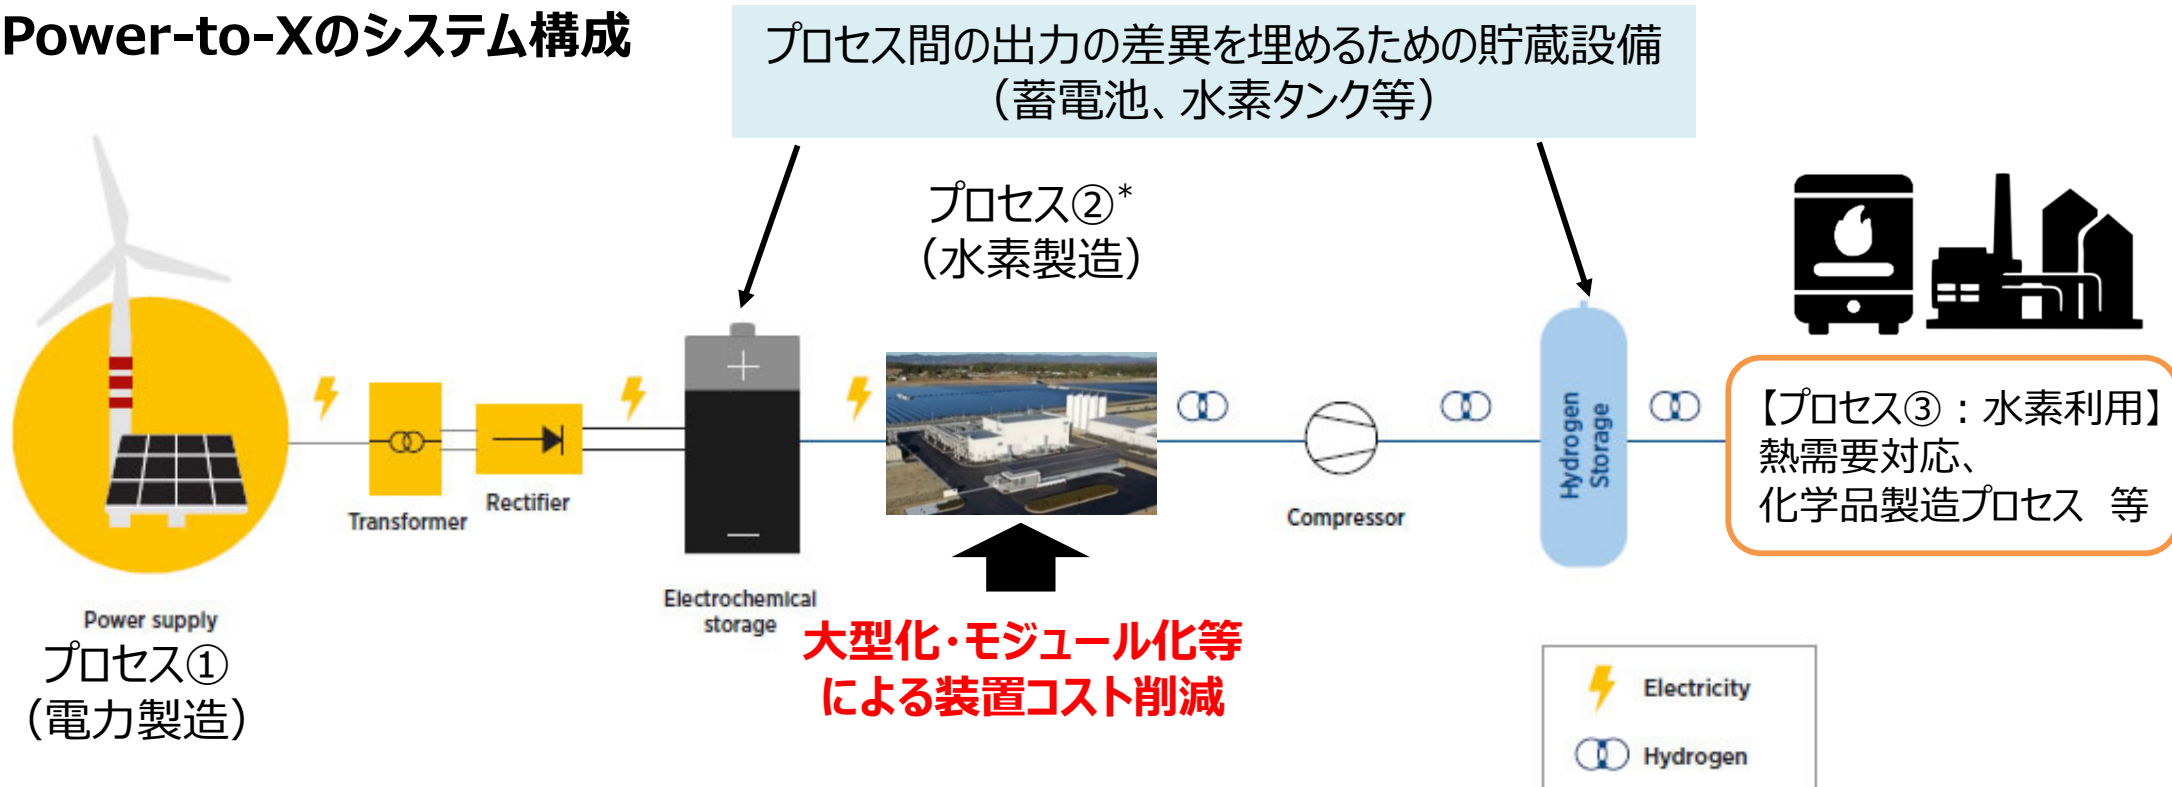 Power-to-Xのシステム構成
プロセス間の出力の差異を埋めるための貯蔵設備
（蓄電池、水素タンク等）
プロセス②*
（水素製造）
Transformer
Rectifier
Electrochemical
storage
Compressor
Hydrogen
Storage
【プロセス③：水素利用】
熱需要対応、
化学品製造プロセス　等
Power supply
プロセス①
（電力製造）
大型化・モジュール化等
による装置コスト削減
Electricity
Hydrogen